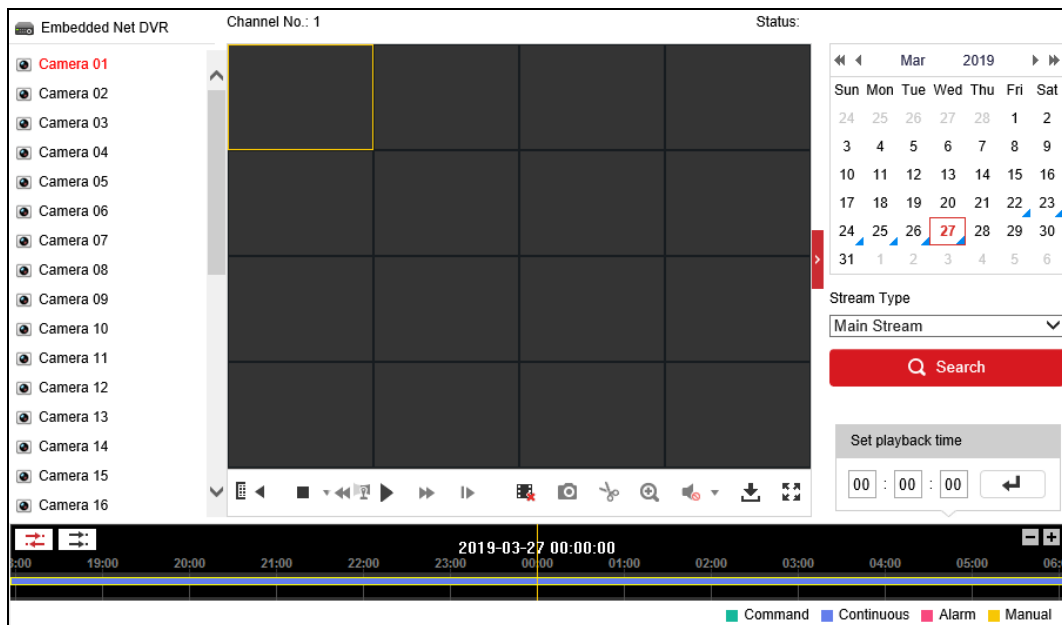 Embedded Net DVR
Channel No.: 1
Status:
Camera 01
Camera 02
Camera 03
Camera 04
Camera 05
Camera 06
Camera 07
Camera 08
Camera 09
Camera 10
Camera 11
Camera 12
Camera 13
Camera 14
Camera 15
Camera 16
Mar 2019
Sun Mon Tue Wed Thu Fri Sat
24 25 26 27 28 1 2
3 4 5 6 7 8 9
10 11 12 13 14 15 16
17 18 19 20 21 22 23
24 25 26 27 28 29 30
31 1 2 3 4 5 6
Stream Type
Main Stream
Search
Set playback time
00 : 00 : 00
2019-03-27 00:00:00
:00 19:00 20:00 21:00 22:00 23:00 00:00 01:00 02:00 03:00 04:00 05:00 06:
Command Continuous Alarm Manual